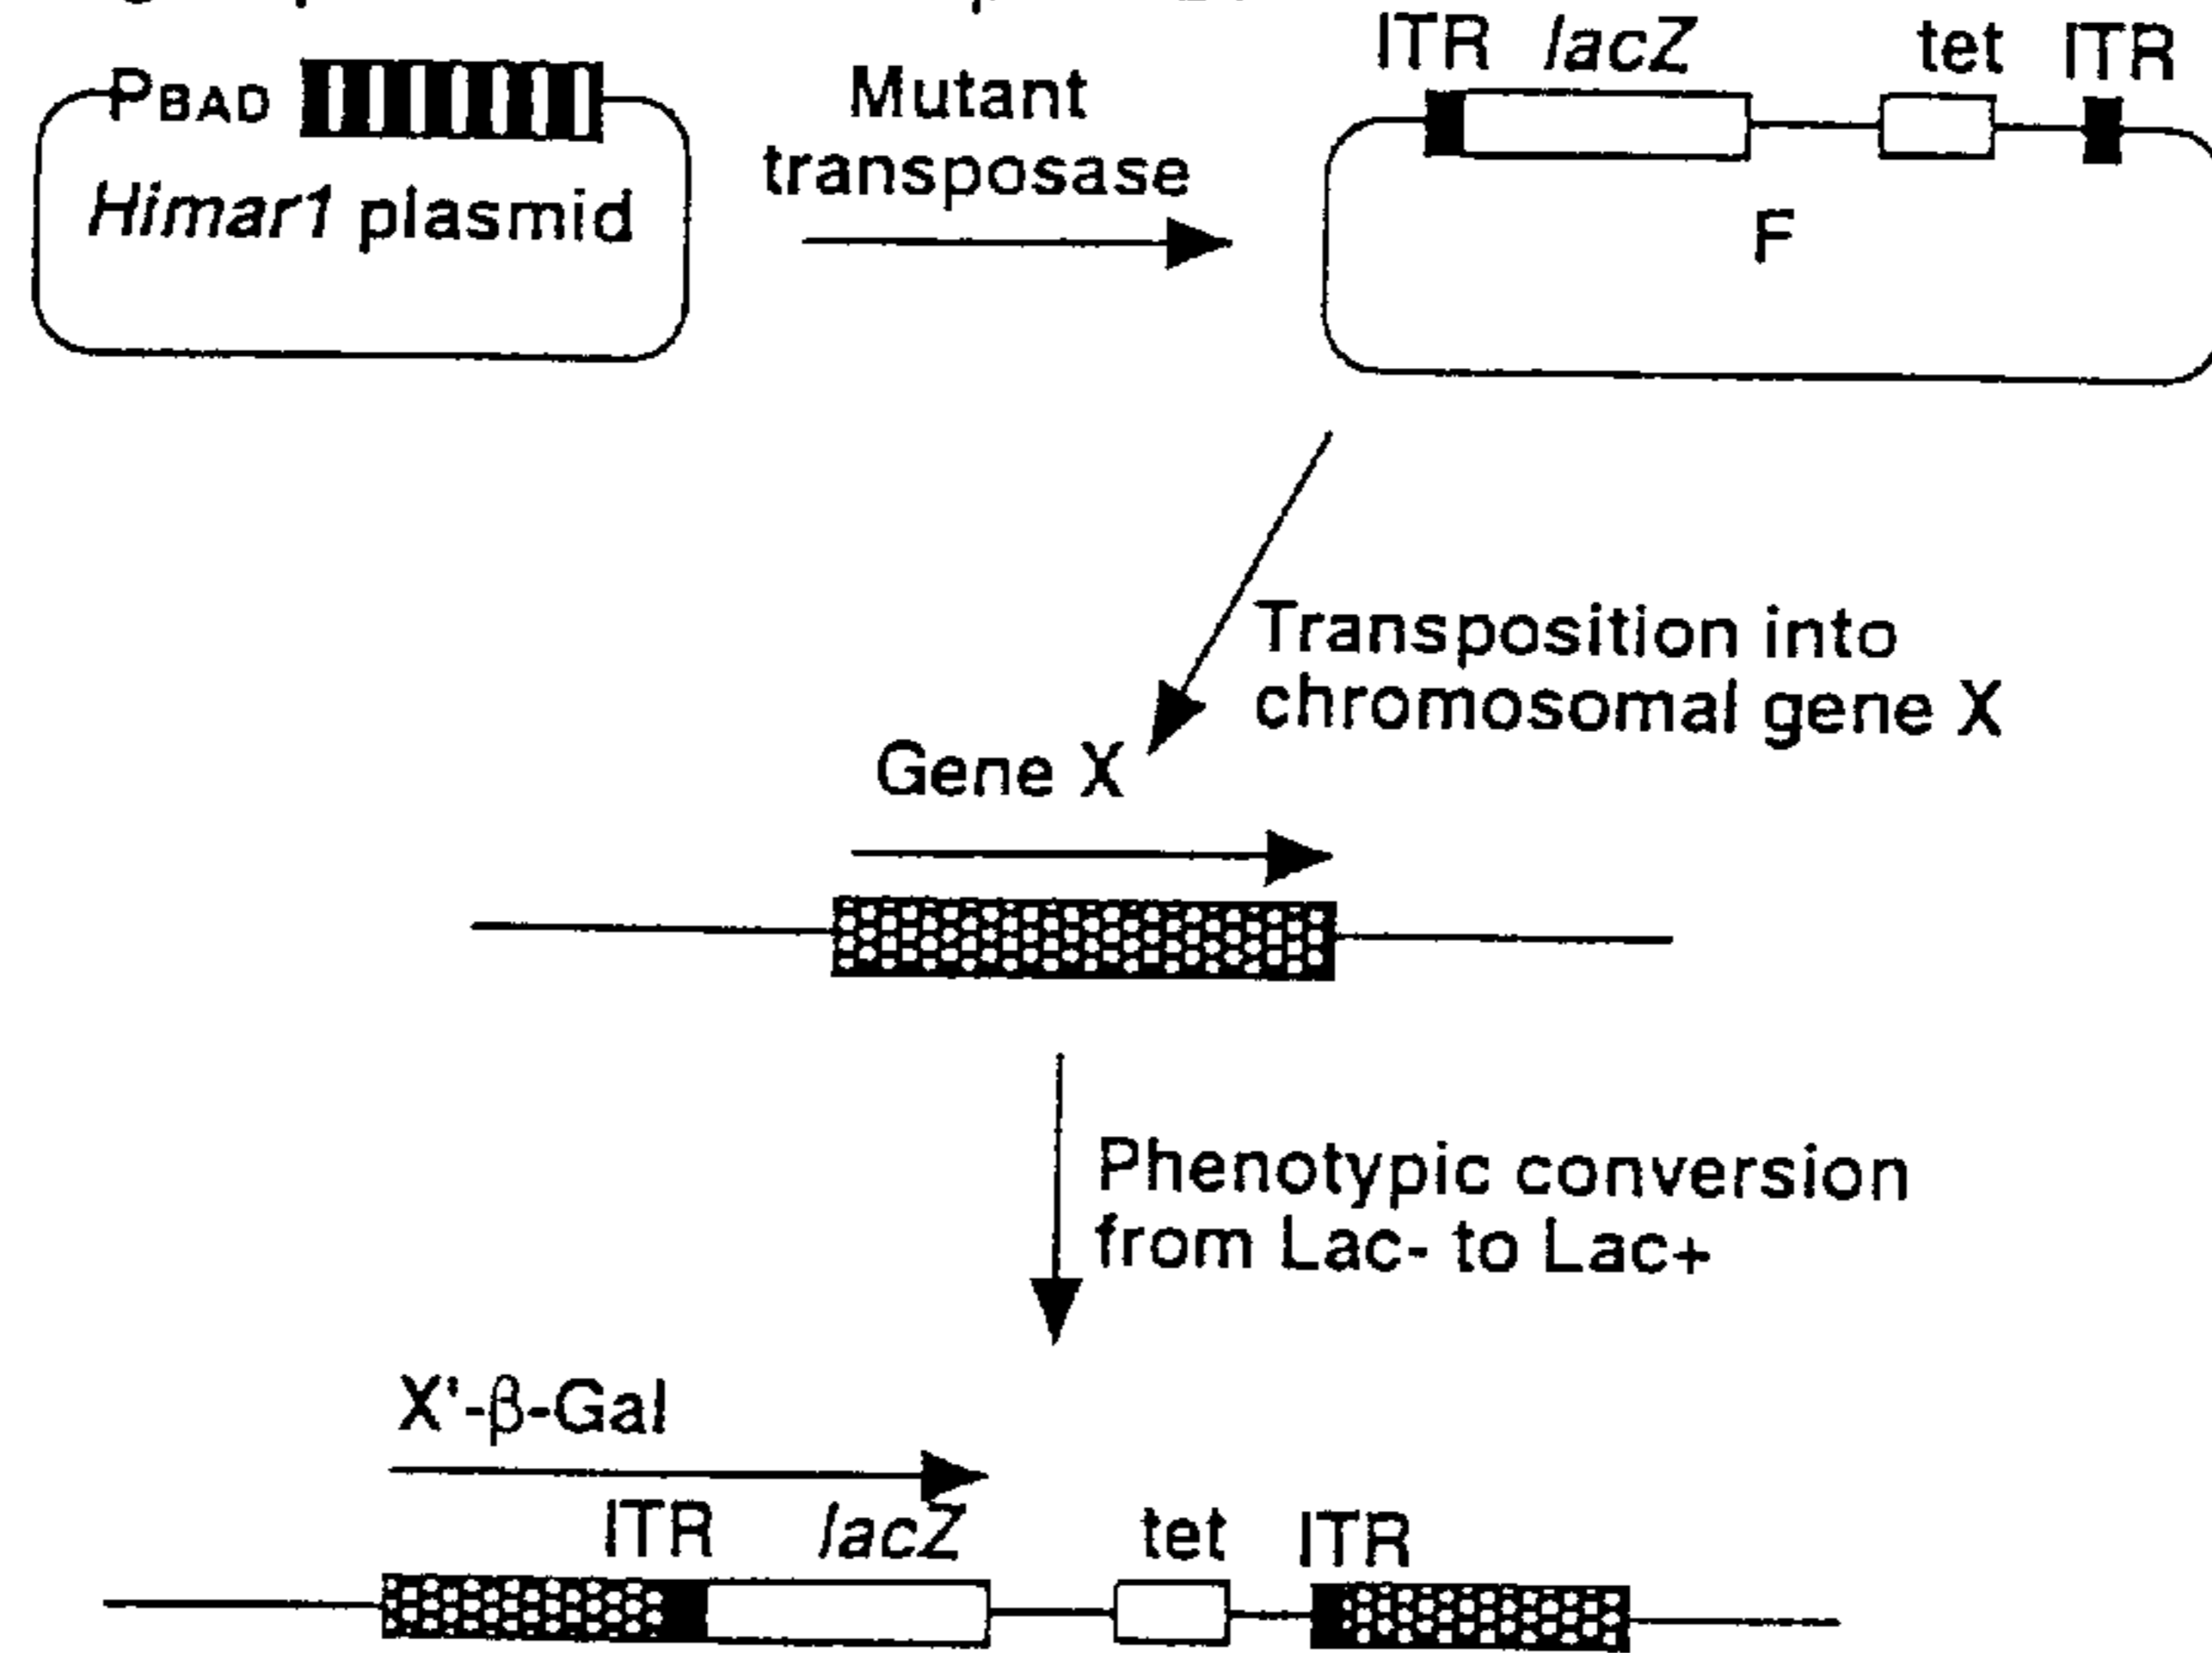 PBAD
Himar1 plasmid
Mutant
transposase
ITR lacZ tet ITR
F
Transposition into
chromosomal gene X
Gene X
Phenotypic conversion
from Lac- to Lac+
X'-β-Gal
ITR lacZ tet ITR